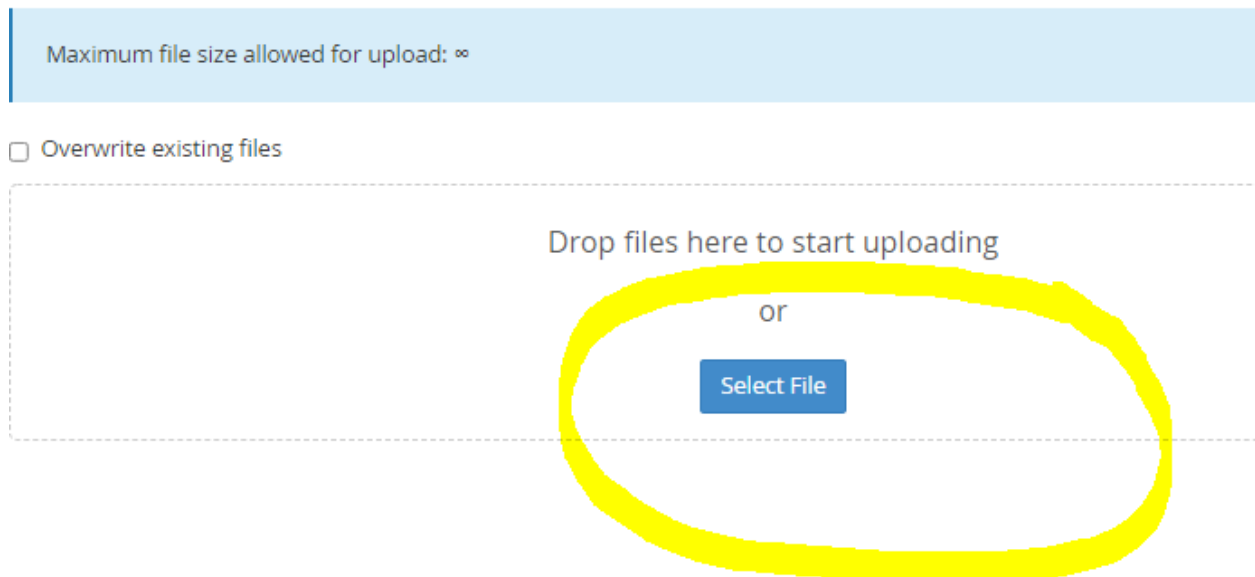 Maximum file size allowed for upload: ∞
Overwrite existing files
Drop files here to start uploading
or
Select File